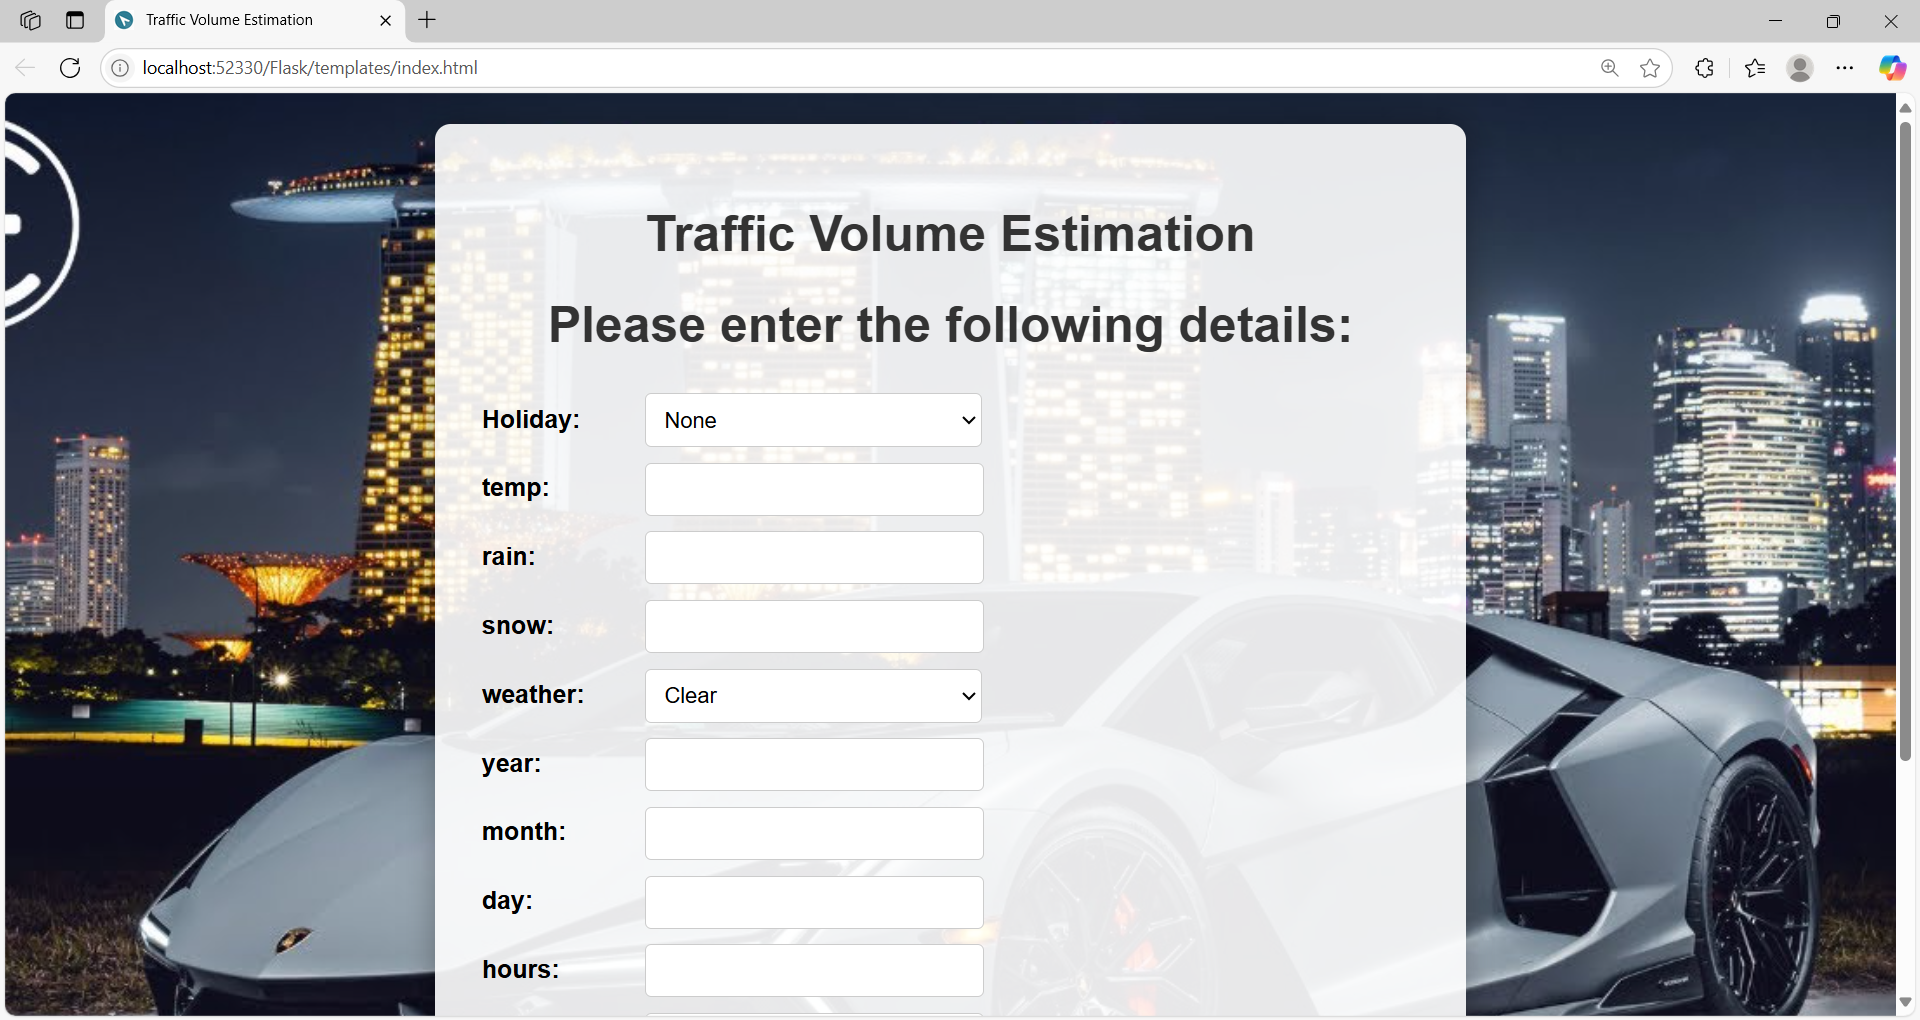 Traffic Volume Estimation
localhost:52330/Flask/templates/index.html
Traffic Volume Estimation
Please enter the following details:
Holiday: None
temp:
rain:
snow:
weather: Clear
year:
month:
day:
hours: